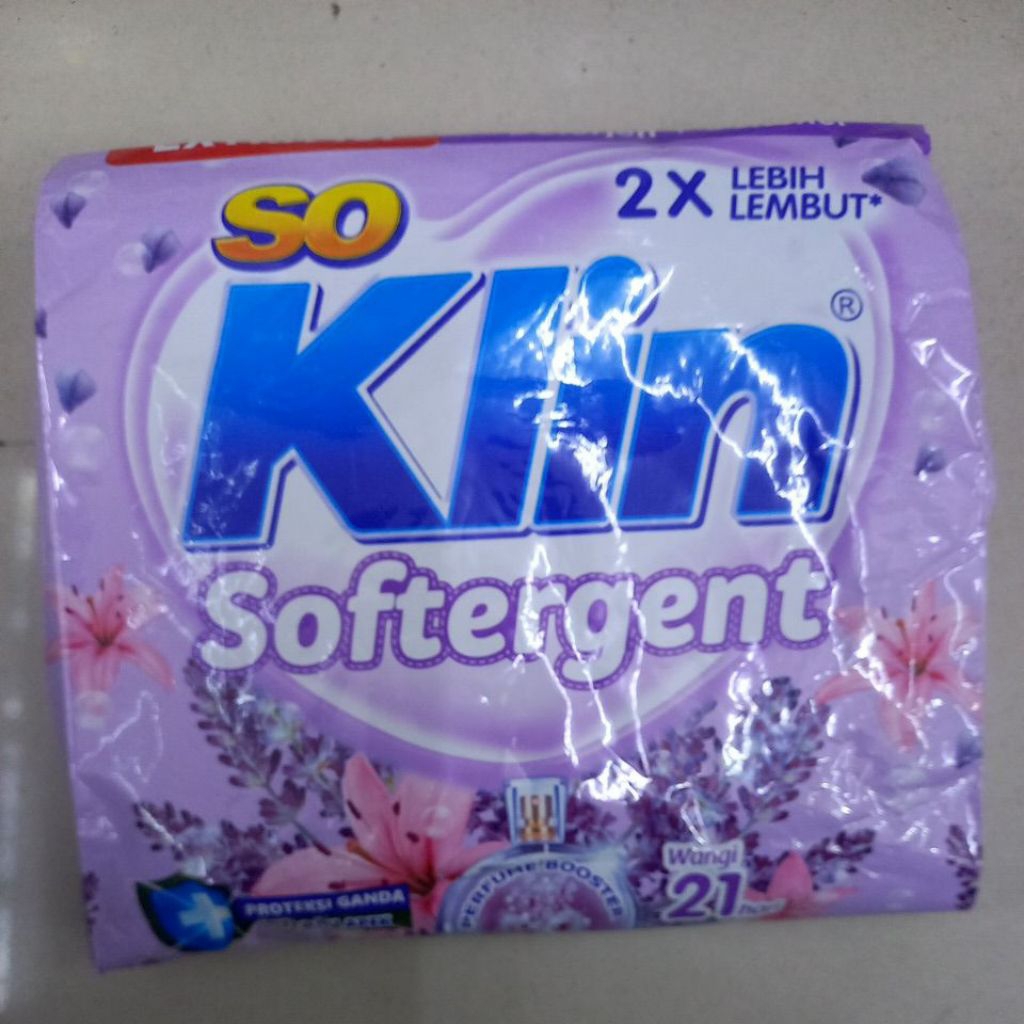 SO
2X LEBIH
LEMBUT*
Klin®
Softergent
Wangi
21
PERFUME BOOSTER
PROTEKSI GANDA